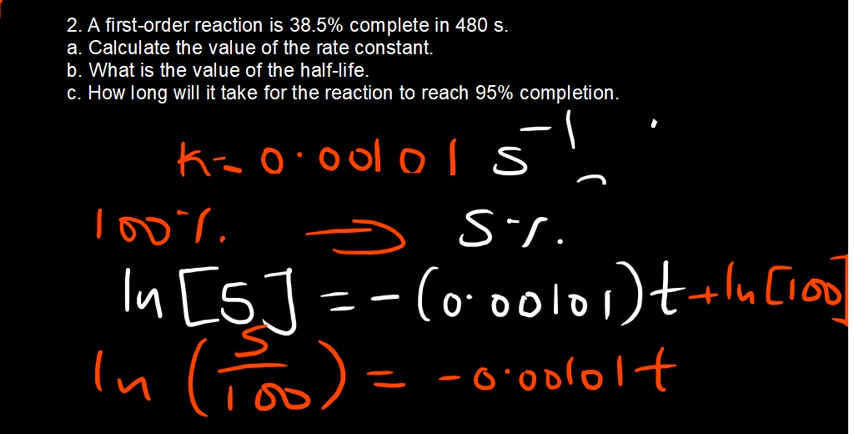 2. A first-order reaction is 38.5% complete in 480 s.
a. Calculate the value of the rate constant.
b. What is the value of the half-life.
c. How long will it take for the reaction to reach 95% completion.
k = 0.00101 s⁻¹
100% ⇒ 5%.
ln [5] = -(0.00101)t + ln [100]
ln (5/100) = -0.00101t